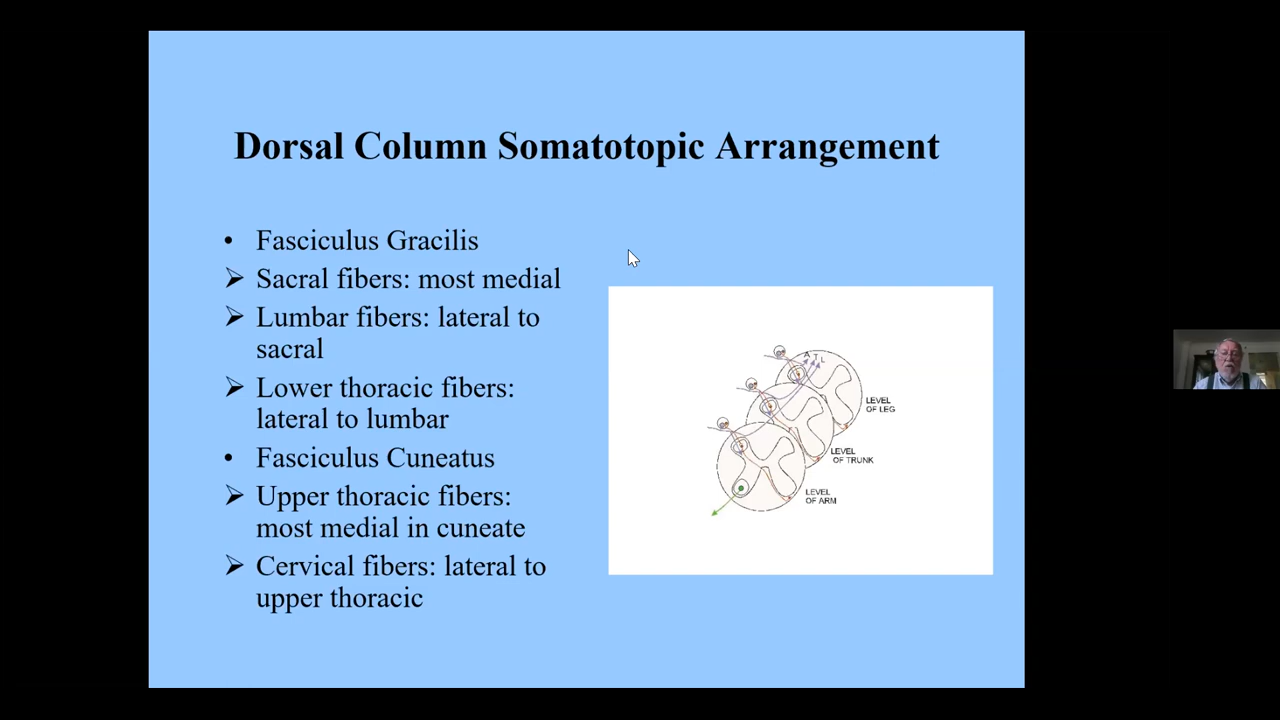 Dorsal Column Somatotopic Arrangement
• Fasciculus Gracilis
➢ Sacral fibers: most medial
➢ Lumbar fibers: lateral to
sacral
➢ Lower thoracic fibers:
lateral to lumbar
• Fasciculus Cuneatus
➢ Upper thoracic fibers:
most medial in cuneate
➢ Cervical fibers: lateral to
upper thoracic
A T L
LEVEL
OF LEG
LEVEL
OF TRUNK
LEVEL
OF ARM